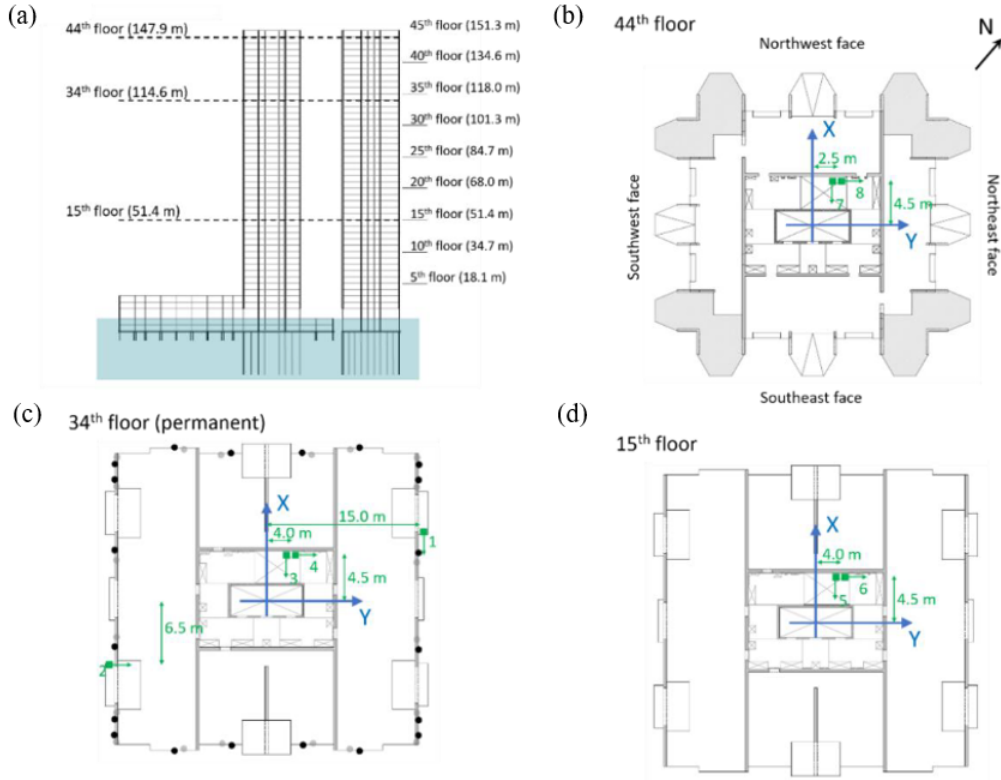 (a)
44th floor (147.9 m)
34th floor (114.6 m)
15th floor (51.4 m)
45th floor (151.3 m)
40th floor (134.6 m)
35th floor (118.0 m)
30th floor (101.3 m)
25th floor (84.7 m)
20th floor (68.0 m)
15th floor (51.4 m)
10th floor (34.7 m)
5th floor (18.1 m)
(b)
44th floor
Northwest face
N
X
2.5 m
7
8
4.5 m
Y
Southwest face
Northeast face
Southeast face
(c)
34th floor (permanent)
X
15.0 m
4.0 m
1
3
4
4.5 m
Y
6.5 m
2
(d)
15th floor
X
4.0 m
5
6
4.5 m
Y